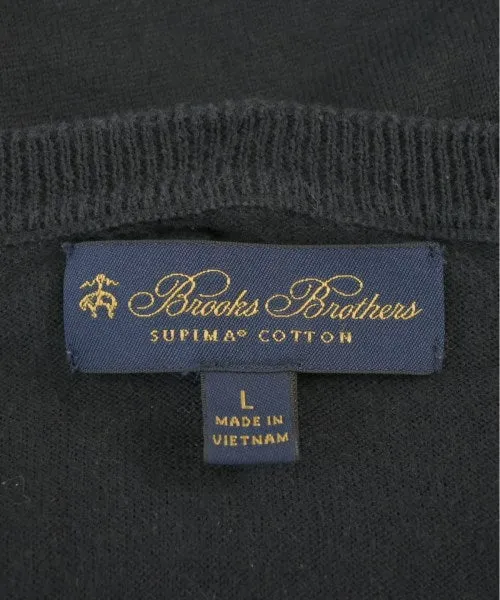 Brooks Brothers
SUPIMA® COTTON
L
MADE IN
VIETNAM